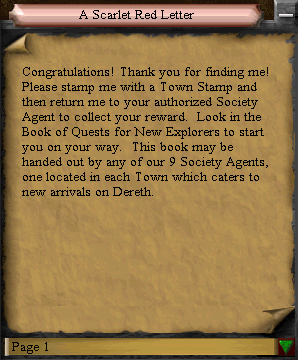 A Scarlet Red Letter
Congratulations! Thank you for finding me!
Please stamp me with a Town Stamp and
then return me to your authorized Society
Agent to collect your reward. Look in the
Book of Quests for New Explorers to start
you on your way. This book may be
handed out by any of our 9 Society Agents,
one located in each Town which caters to
new arrivals on Dereth.
Page 1